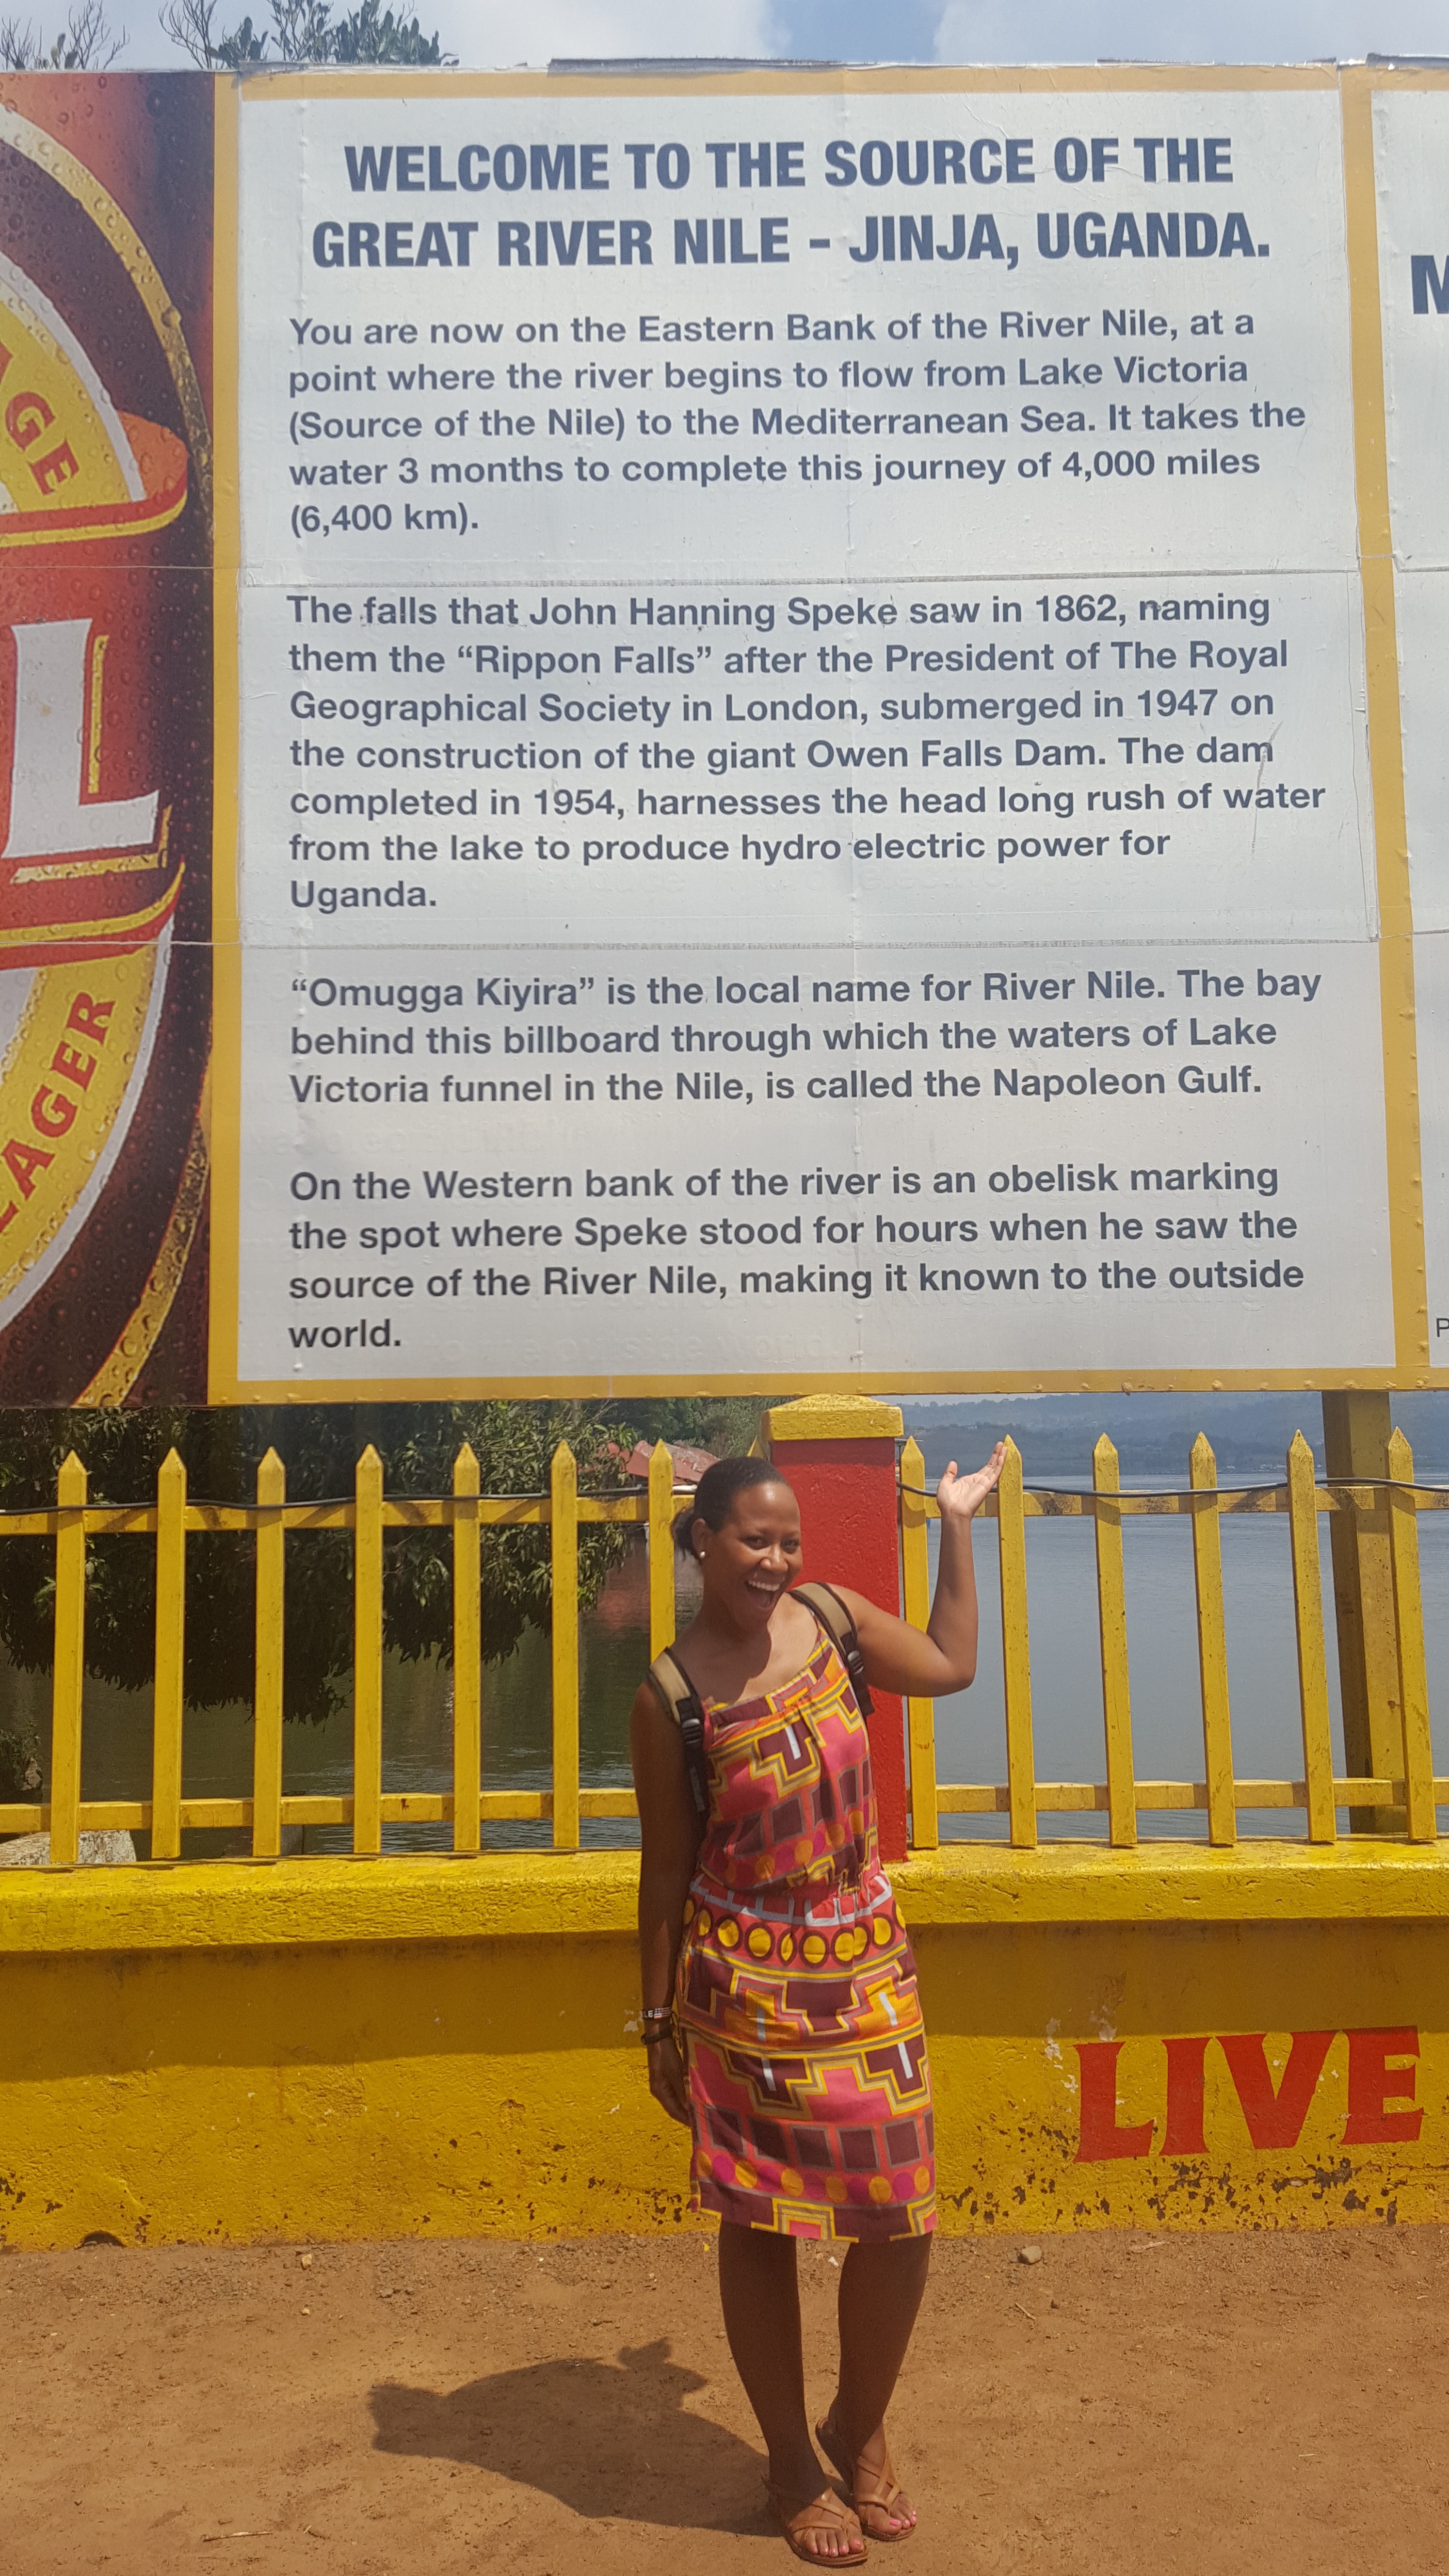 WELCOME TO THE SOURCE OF THE
GREAT RIVER NILE - JINJA, UGANDA.
You are now on the Eastern Bank of the River Nile, at a
point where the river begins to flow from Lake Victoria
(Source of the Nile) to the Mediterranean Sea. It takes the
water 3 months to complete this journey of 4,000 miles
(6,400 km).
The falls that John Hanning Speke saw in 1862, naming
them the “Rippon Falls” after the President of The Royal
Geographical Society in London, submerged in 1947 on
the construction of the giant Owen Falls Dam. The dam
completed in 1954, harnesses the head long rush of water
from the lake to produce hydro electric power for
Uganda.
“Omugga Kiyira” is the local name for River Nile. The bay
behind this billboard through which the waters of Lake
Victoria funnel in the Nile, is called the Napoleon Gulf.
On the Western bank of the river is an obelisk marking
the spot where Speke stood for hours when he saw the
source of the River Nile, making it known to the outside
world.
LAGER
LIVE